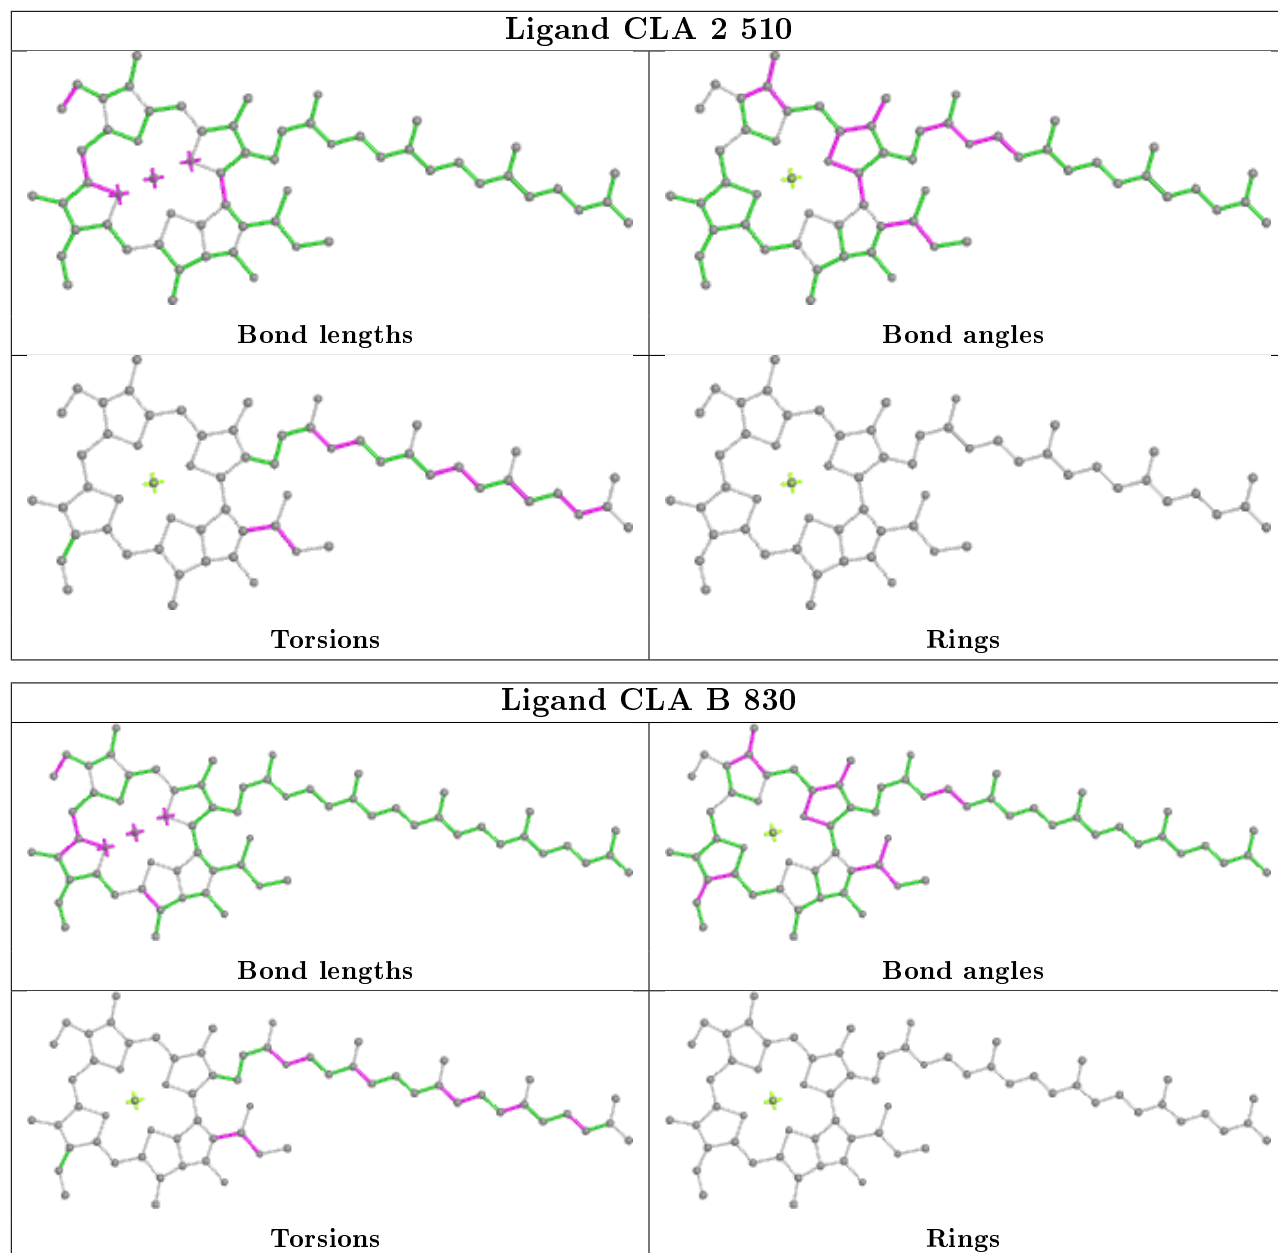 Ligand CLA 2 510
Bond lengths
Bond angles
Torsions
Rings
Ligand CLA B 830
Bond lengths
Bond angles
Torsions
Rings